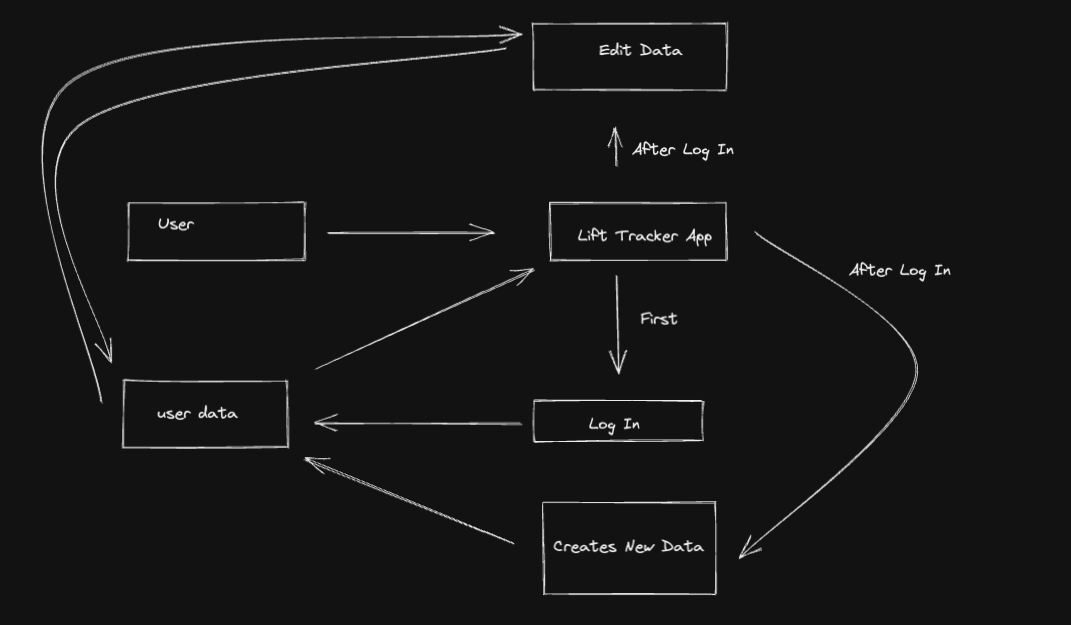 Edit Data
After Log In
User
Lift Tracker App
After Log In
First
user data
Log In
Creates New Data